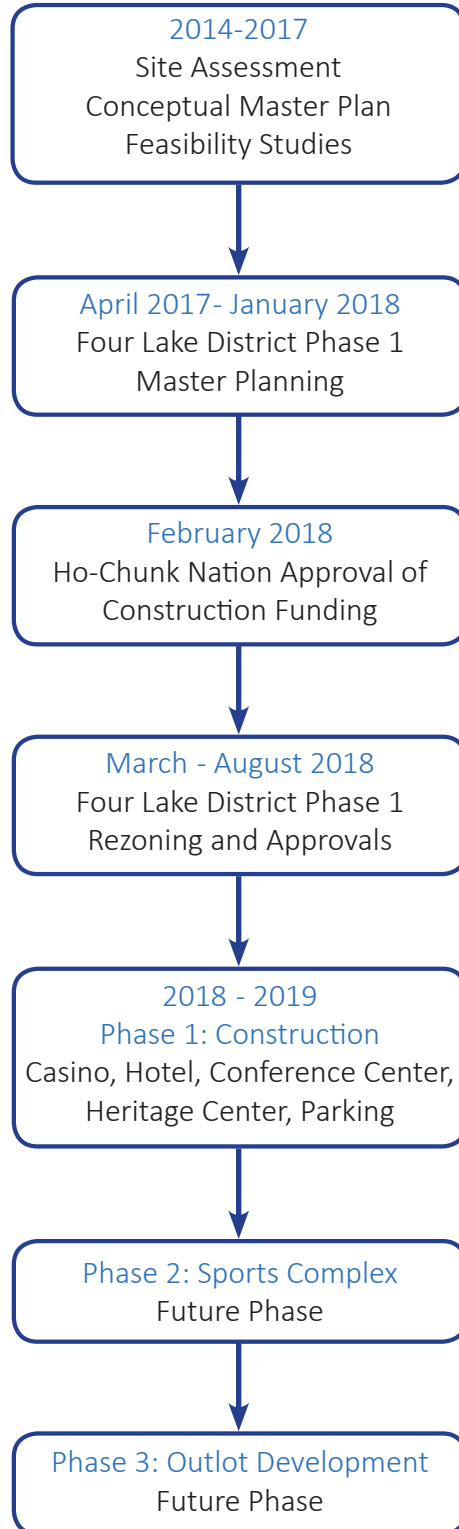 2014-2017
Site Assessment
Conceptual Master Plan
Feasibility Studies
April 2017- January 2018
Four Lake District Phase 1
Master Planning
February 2018
Ho-Chunk Nation Approval of
Construction Funding
March - August 2018
Four Lake District Phase 1
Rezoning and Approvals
2018 - 2019
Phase 1: Construction
Casino, Hotel, Conference Center,
Heritage Center, Parking
Phase 2: Sports Complex
Future Phase
Phase 3: Outlot Development
Future Phase